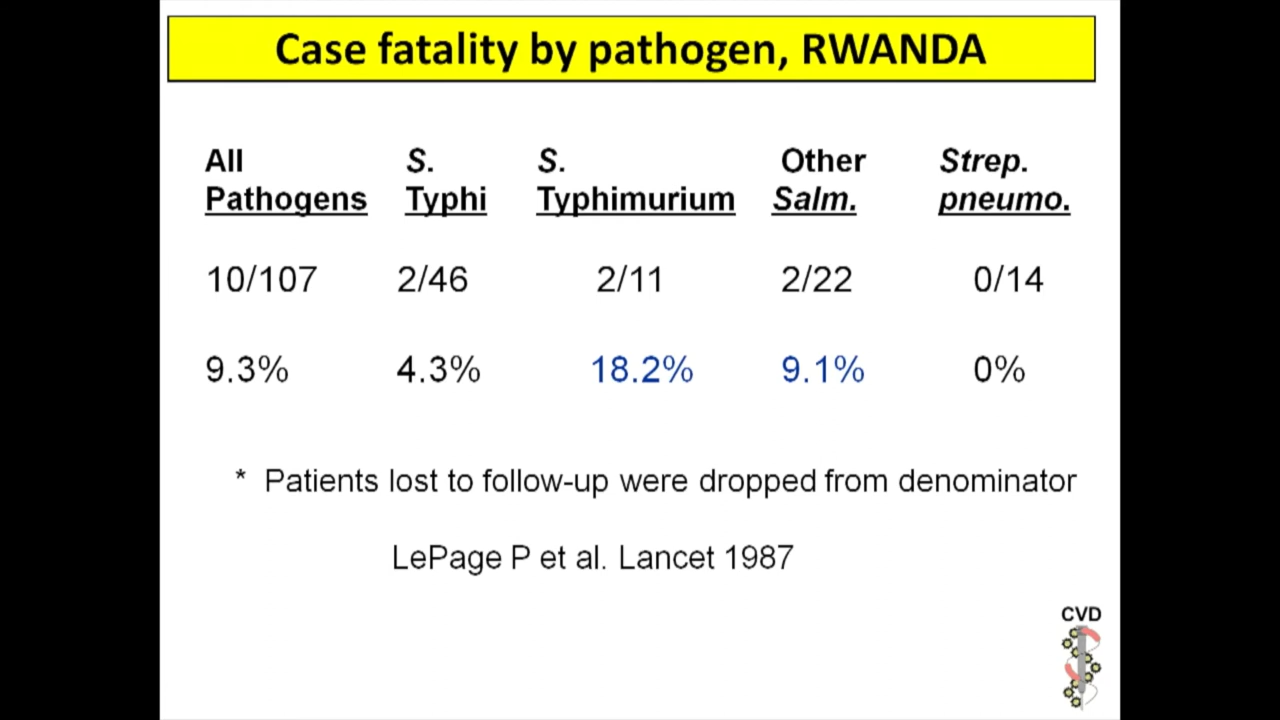 Case fatality by pathogen, RWANDA
All S. S. Other Strep.
Pathogens Typhi Typhimurium Salm. pneumo.
10/107 2/46 2/11 2/22 0/14
9.3% 4.3% 18.2% 9.1% 0%
* Patients lost to follow-up were dropped from denominator
LePage P et al. Lancet 1987
CVD